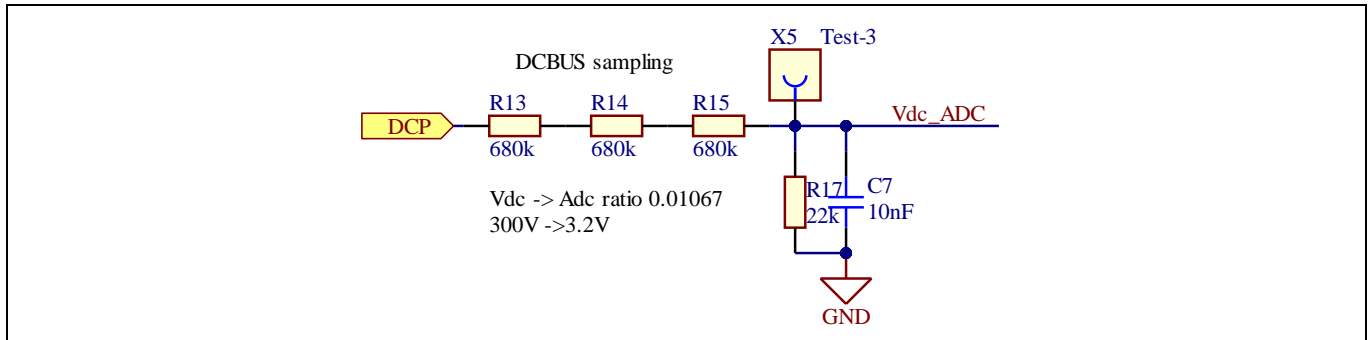 X5 Test-3
DCBUS sampling
R13 R14 R15
DCP
Vdc_ADC
680k 680k 680k
Vdc -> Adc ratio 0.01067
300V ->3.2V
R17
22k
C7
10nF
GND